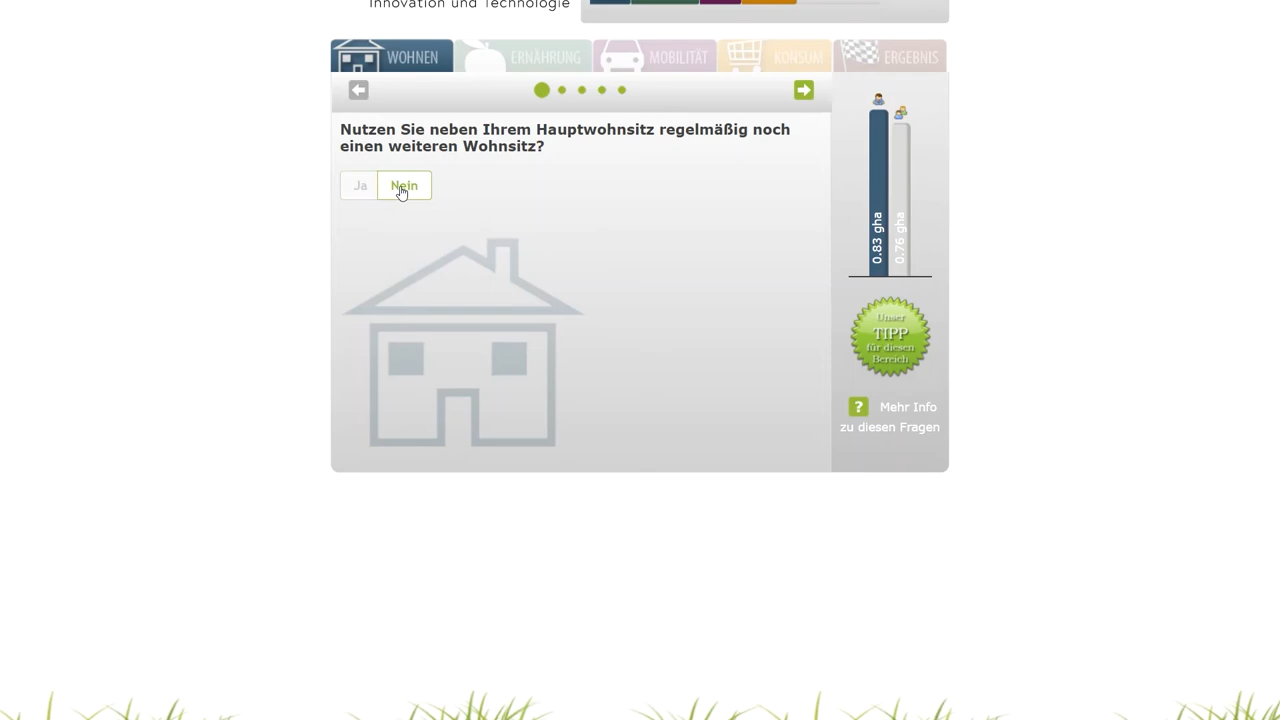 Innovation und Technologie
WOHNEN
ERNÄHRUNG
MOBILITÄT
KONSUM
ERGEBNIS
Nutzen Sie neben Ihrem Hauptwohnsitz regelmäßig noch
einen weiteren Wohnsitz?
Ja
Nein
0.83 gha
0.76 gha
Unser
TIPP
für diesen
Bereich
? Mehr Info
zu diesen Fragen